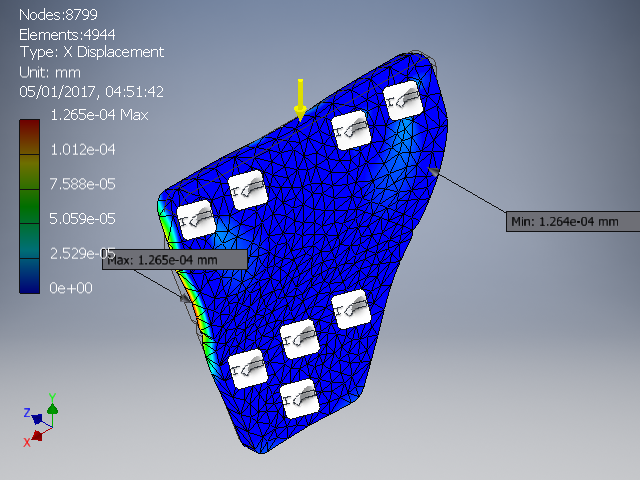 Nodes:8799
Elements:4944
Type: X Displacement
Unit: mm
05/01/2017, 04:51:42
1.265e-04 Max
1.012e-04
7.588e-05
5.059e-05
2.529e-05
0e+00
Min: 1.264e-04 mm
Max: 1.265e-04 mm
Y
Z
X